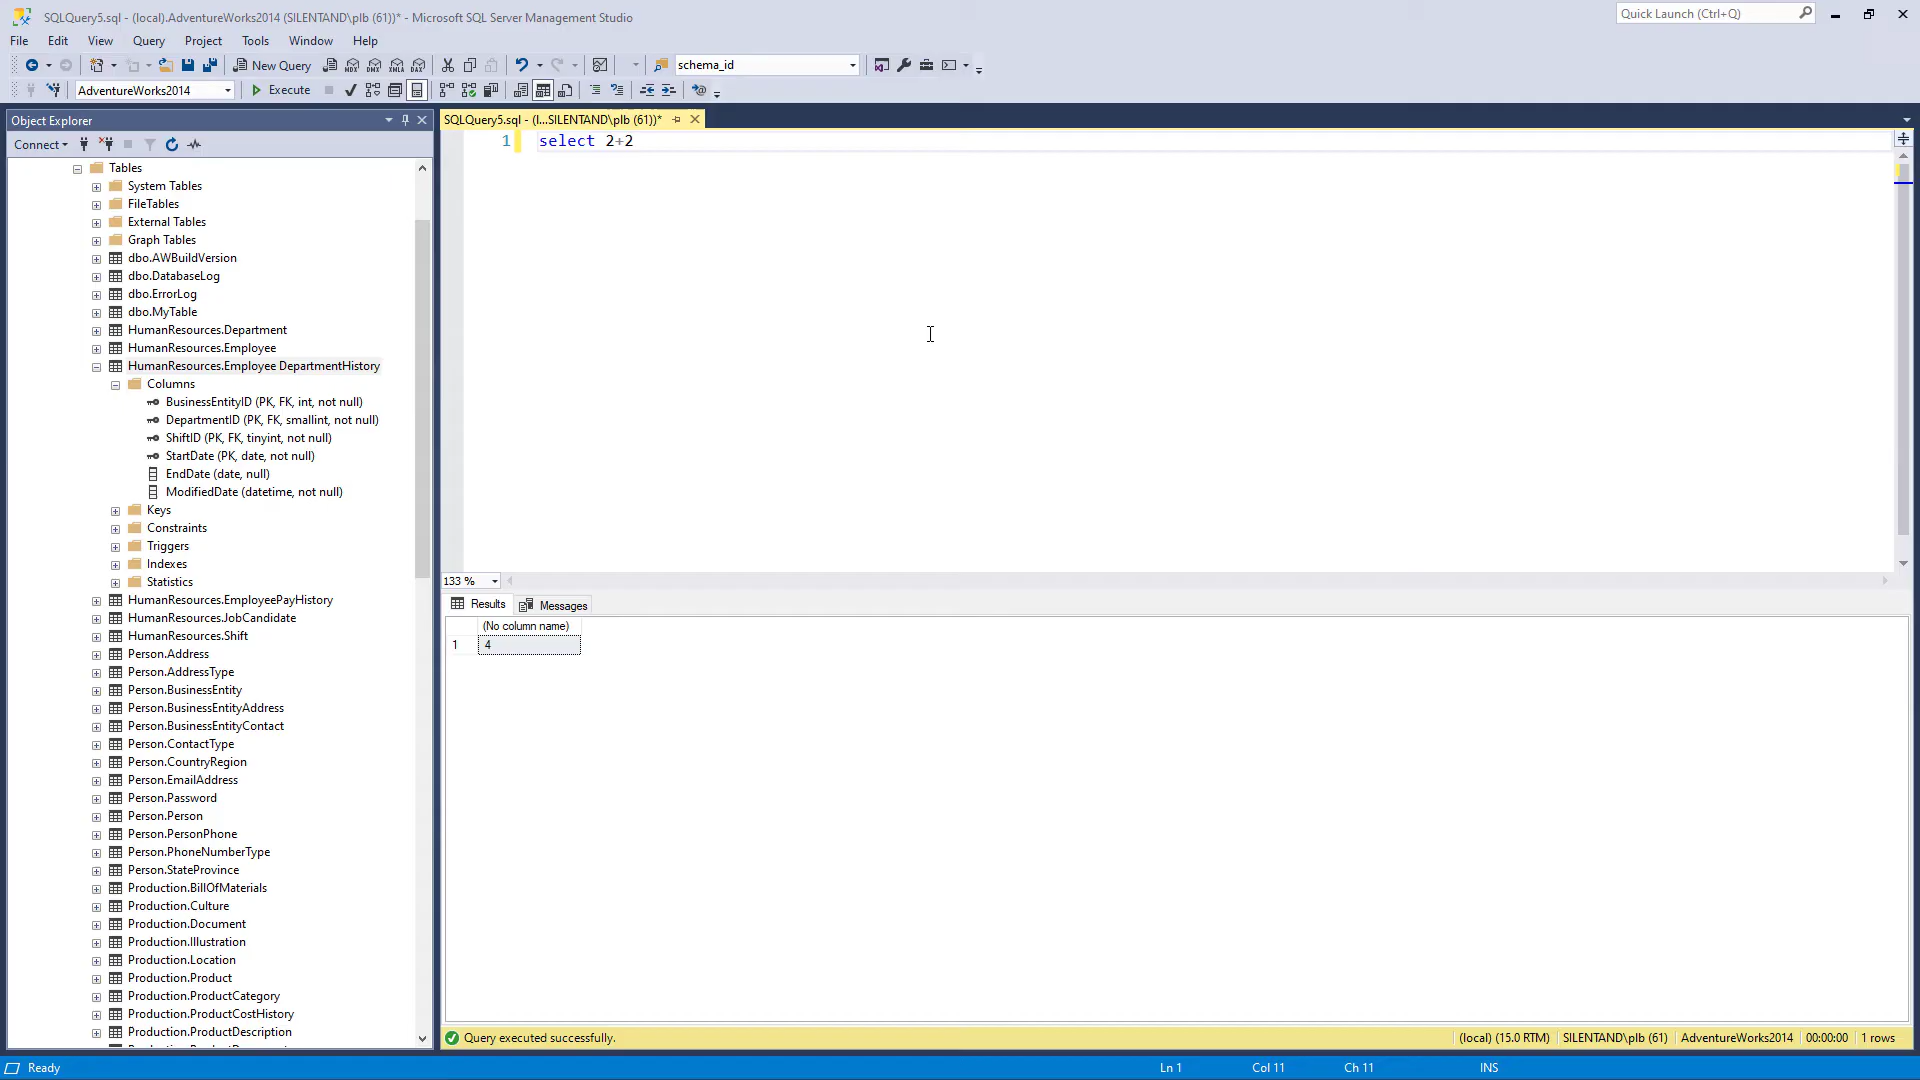 SQLQuery5.sql - (local).AdventureWorks2014 (SILENTAND\plb (61))* - Microsoft SQL Server Management Studio
Quick Launch (Ctrl+Q)
File Edit View Query Project Tools Window Help
New Query
MDX DMX XMLA DAX
schema_id
AdventureWorks2014
Execute
Object Explorer
SQLQuery5.sql - (l...SILENTAND\plb (61))*
Connect
Tables
System Tables
FileTables
External Tables
Graph Tables
dbo.AWBuildVersion
dbo.DatabaseLog
dbo.ErrorLog
dbo.MyTable
HumanResources.Department
HumanResources.Employee
HumanResources.Employee DepartmentHistory
Columns
BusinessEntityID (PK, FK, int, not null)
DepartmentID (PK, FK, smallint, not null)
ShiftID (PK, FK, tinyint, not null)
StartDate (PK, date, not null)
EndDate (date, null)
ModifiedDate (datetime, not null)
Keys
Constraints
Triggers
Indexes
Statistics
HumanResources.EmployeePayHistory
HumanResources.JobCandidate
HumanResources.Shift
Person.Address
Person.AddressType
Person.BusinessEntity
Person.BusinessEntityAddress
Person.BusinessEntityContact
Person.ContactType
Person.CountryRegion
Person.EmailAddress
Person.Password
Person.Person
Person.PersonPhone
Person.PhoneNumberType
Person.StateProvince
Production.BillOfMaterials
Production.Culture
Production.Document
Production.Illustration
Production.Location
Production.Product
Production.ProductCategory
Production.ProductCostHistory
Production.ProductDescription
1 select 2+2
133 %
Results Messages
(No column name)
1 4
Query executed successfully.
(local) (15.0 RTM) SILENTAND\plb (61) AdventureWorks2014 00:00:00 1 rows
Ready Ln 1 Col 11 Ch 11 INS